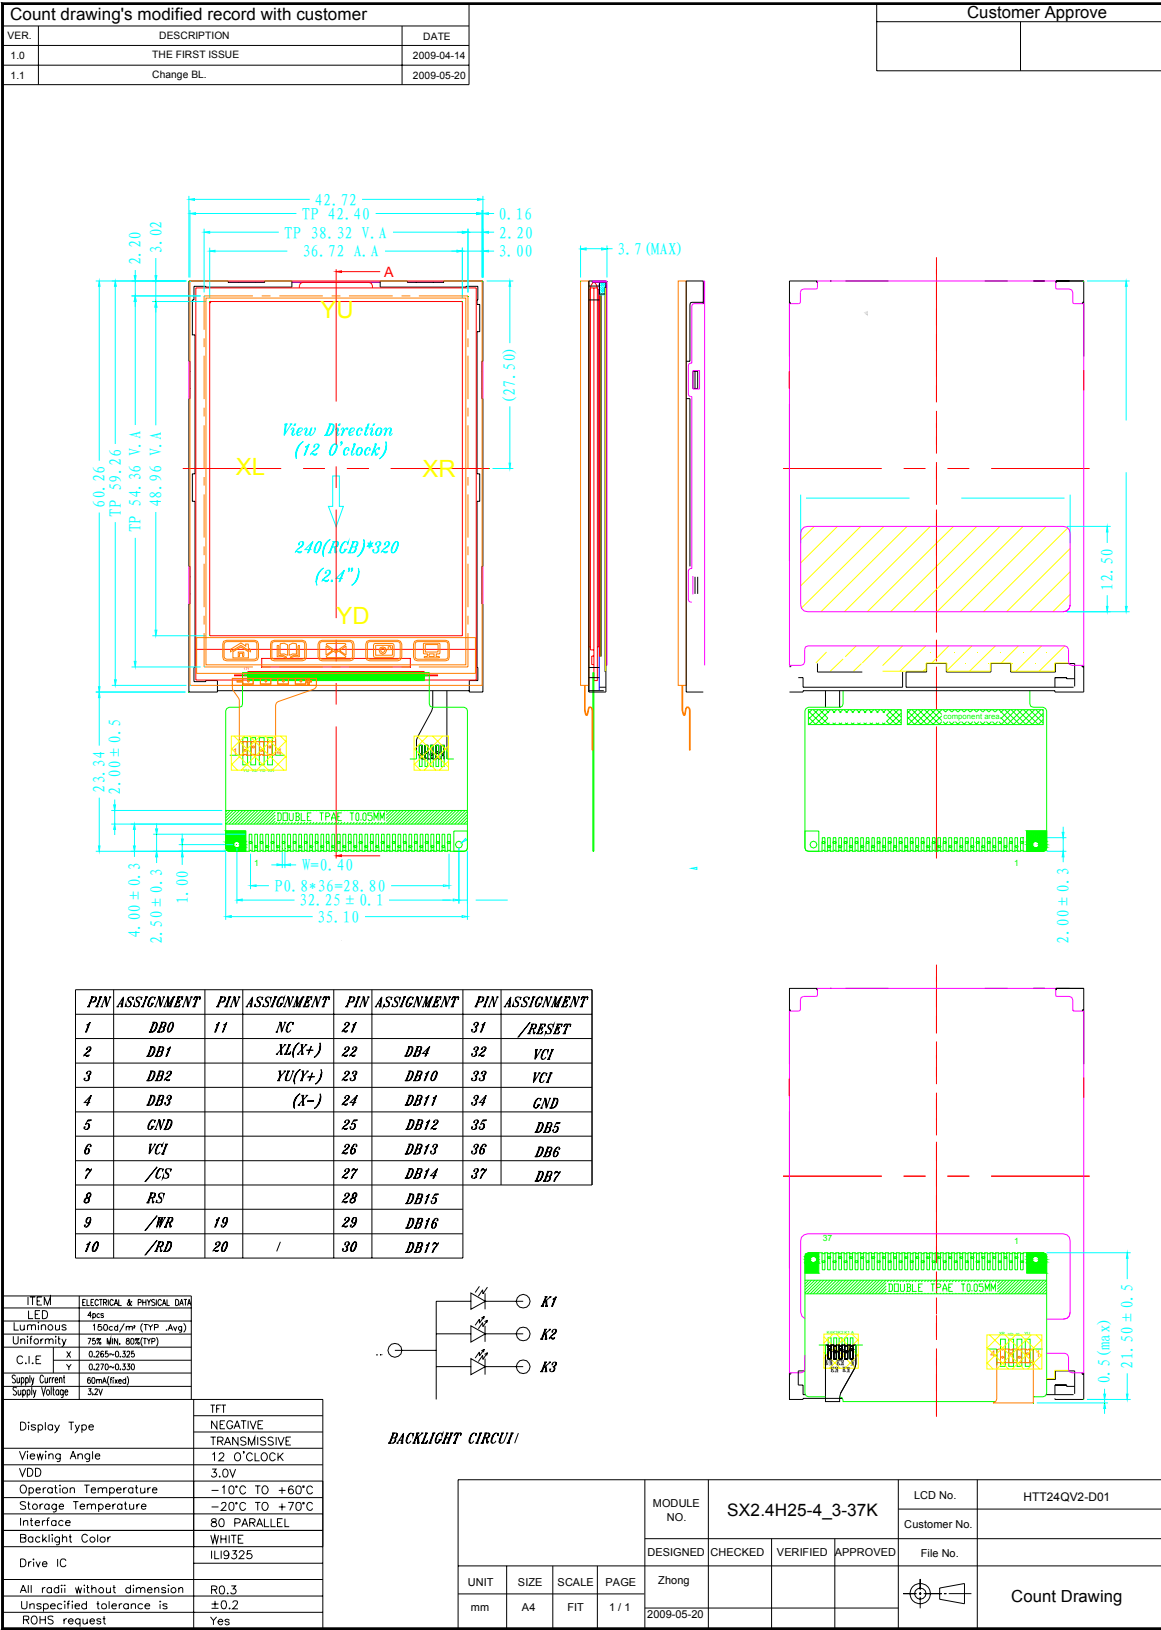 Count drawing's modified record with customer
VER. DESCRIPTION DATE
1.0 THE FIRST ISSUE 2009-04-14
1.1 Change BL. 2009-05-20
Customer Approve
42.72
TP 42.40 0.16
TP 38.32 V.A 2.20
36.72 A.A 3.00
2.20
3.02
3.7(MAX)
A
YU
(27.50)
View Direction
(12 O'clock)
XL XR
60.26
TP 59.26
TP 54.36 V.A
48.96 V.A
240(RGB)*320
(2.4")
YD
12.50
component area
23.34
2.00±0.5
DOUBLE TPAE T0.05MM
1
W=0.40
P0.8*36=28.80
32.25±0.1
35.10
4.00±0.3
2.50±0.3
1.00
1
2.00±0.3
PIN ASSIGNMENT PIN ASSIGNMENT PIN ASSIGNMENT PIN ASSIGNMENT
1 DB0 11 NC 21 31 /RESET
2 DB1 XL(X+) 22 DB4 32 VCI
3 DB2 YU(Y+) 23 DB10 33 VCI
4 DB3 (X-) 24 DB11 34 GND
5 GND 25 DB12 35 DB5
6 VCI 26 DB13 36 DB6
7 /CS 27 DB14 37 DB7
8 RS 28 DB15
9 /WR 19 29 DB16
10 /RD 20 / 30 DB17
37 1
DOUBLE TPAE T0.05MM
0.5(max)
21.50±0.5
ITEM ELECTRICAL & PHYSICAL DATA
LED 4pcs
Luminous 150cd/m² (TYP .Avg)
Uniformity 75% MIN, 80%(TYP)
C.I.E X 0.265~0.325
Y 0.270~0.330
Supply Current 60mA(fixed)
Supply Voltage 3.2V
K1
K2
K3
BACKLIGHT CIRCUI
Display Type TFT
NEGATIVE
TRANSMISSIVE
Viewing Angle 12 O'CLOCK
VDD 3.0V
Operation Temperature -10°C TO +60°C
Storage Temperature -20°C TO +70°C
Interface 80 PARALLEL
Backlight Color WHITE
Drive IC ILI9325
All radii without dimension R0.3
Unspecified tolerance is ±0.2
ROHS request Yes
MODULE NO. SX2.4H25-4_3-37K LCD No. HTT24QV2-D01
Customer No.
DESIGNED CHECKED VERIFIED APPROVED File No.
UNIT SIZE SCALE PAGE Zhong
mm A4 FIT 1 / 1 2009-05-20
Count Drawing